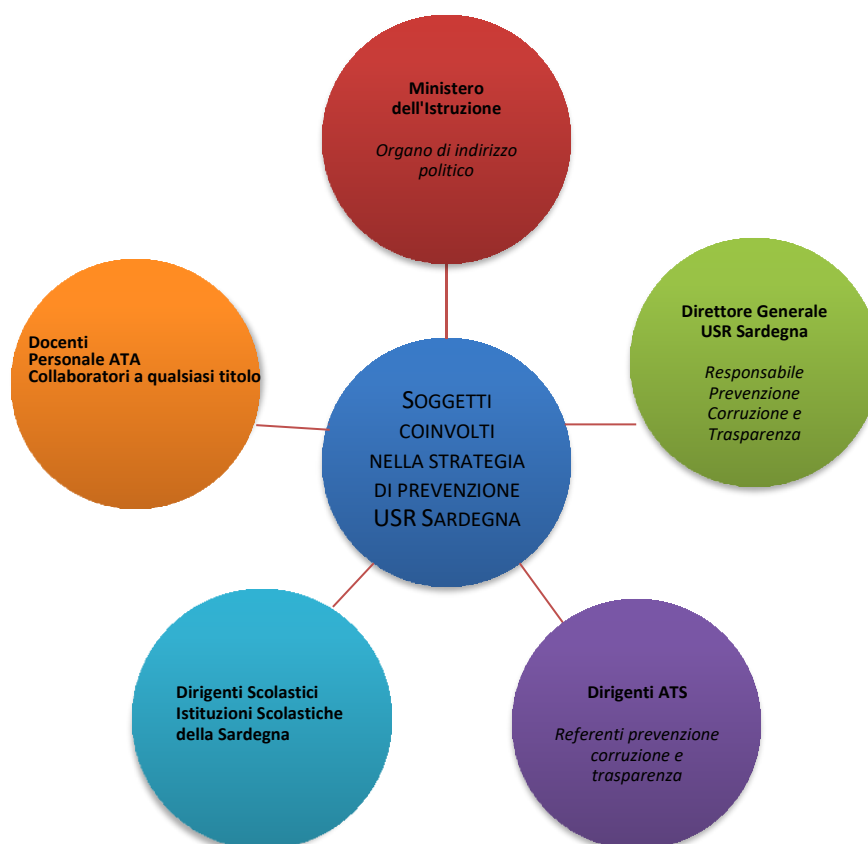 Ministero
dell'Istruzione
Organo di indirizzo
politico
Direttore Generale
USR Sardegna
Responsabile
Prevenzione
Corruzione e
Trasparenza
Docenti
Personale ATA
Collaboratori a qualsiasi titolo
SOGGETTI
COINVOLTI
NELLA STRATEGIA
DI PREVENZIONE
USR SARDEGNA
Dirigenti Scolastici
Istituzioni Scolastiche
della Sardegna
Dirigenti ATS
Referenti prevenzione
corruzione e
trasparenza